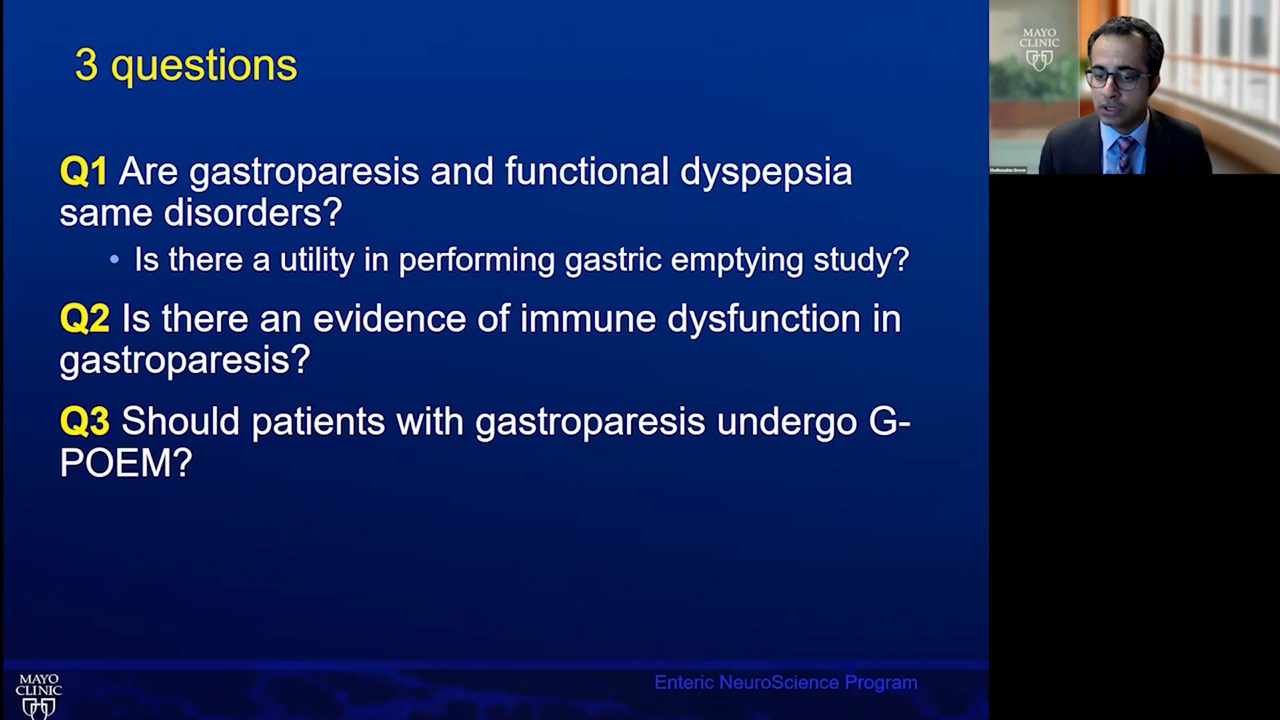 3 questions
Q1 Are gastroparesis and functional dyspepsia
same disorders?
• Is there a utility in performing gastric emptying study?
Q2 Is there an evidence of immune dysfunction in
gastroparesis?
Q3 Should patients with gastroparesis undergo G-
POEM?
MAYO
CLINIC
Enteric NeuroScience Program
MAYO
CLINIC
Madhusudan Grover